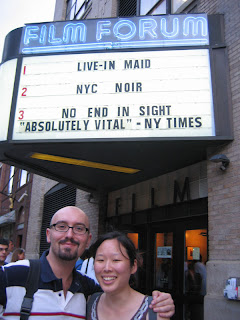 FILM FORUM
1 LIVE-IN MAID
2 NYC NOIR
3 NO END IN SIGHT
"ABSOLUTELY VITAL" - NY TIMES
FILM